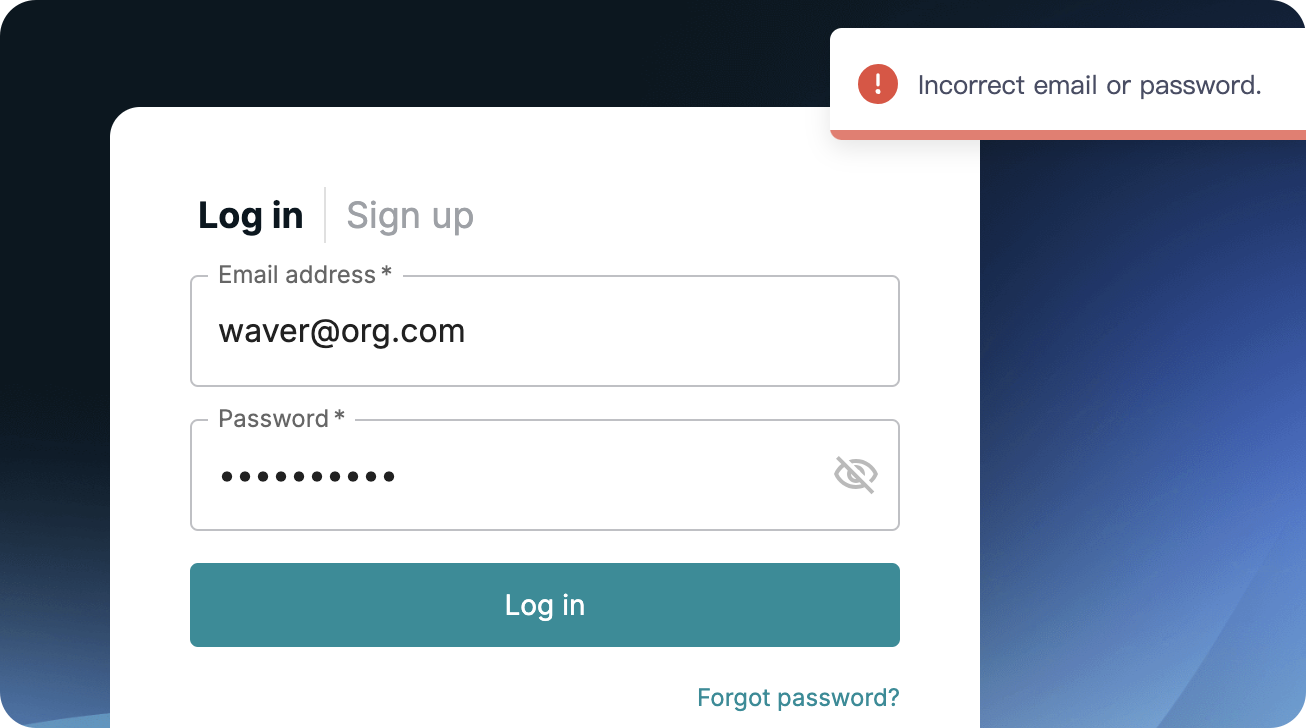 Incorrect email or password.
Log in
Sign up
Email address *
waver@org.com
Password *
••••••••••
Log in
Forgot password?